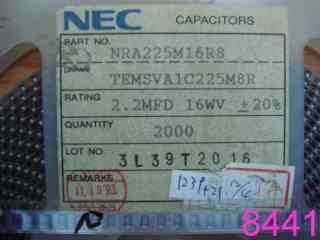 NEC CAPACITORS
PART NO. NRA225M16R8
TEMSVA1C225M8R
RATING 2.2MFD 16WV ±20%
QUANTITY 2000
LOT NO. 3L39T2016
REMARKS
8441